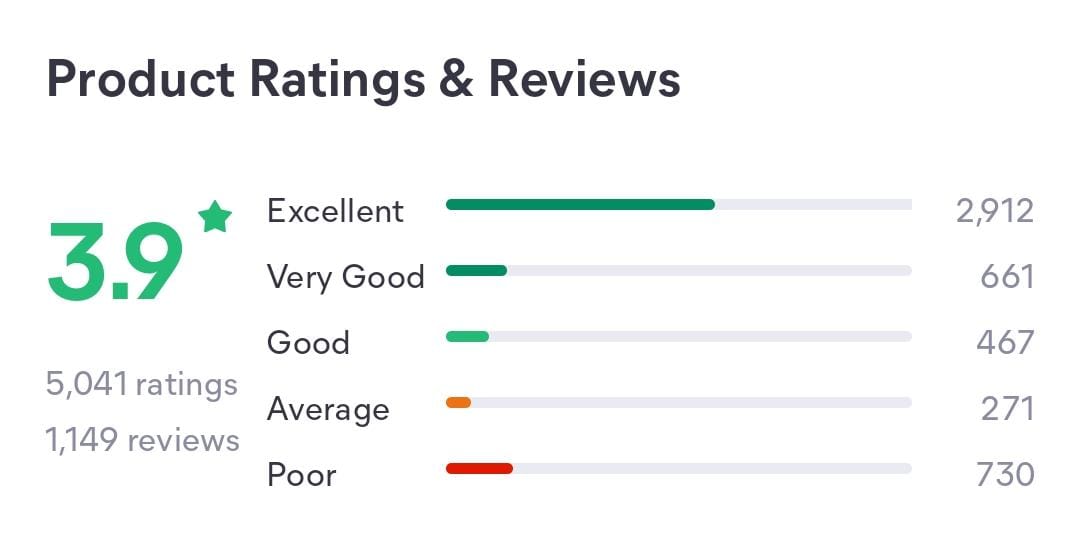 Product Ratings & Reviews
3.9
5,041 ratings
1,149 reviews
Excellent 2,912
Very Good 661
Good 467
Average 271
Poor 730